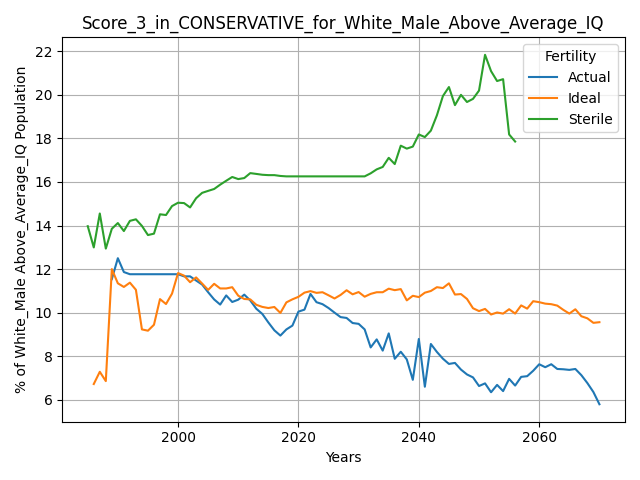 Score_3_in_CONSERVATIVE_for_White_Male_Above_Average_IQ
% of White_Male Above_Average_IQ Population
22
20
18
16
14
12
10
8
6
Fertility
Actual
Ideal
Sterile
2000
2020
2040
2060
Years